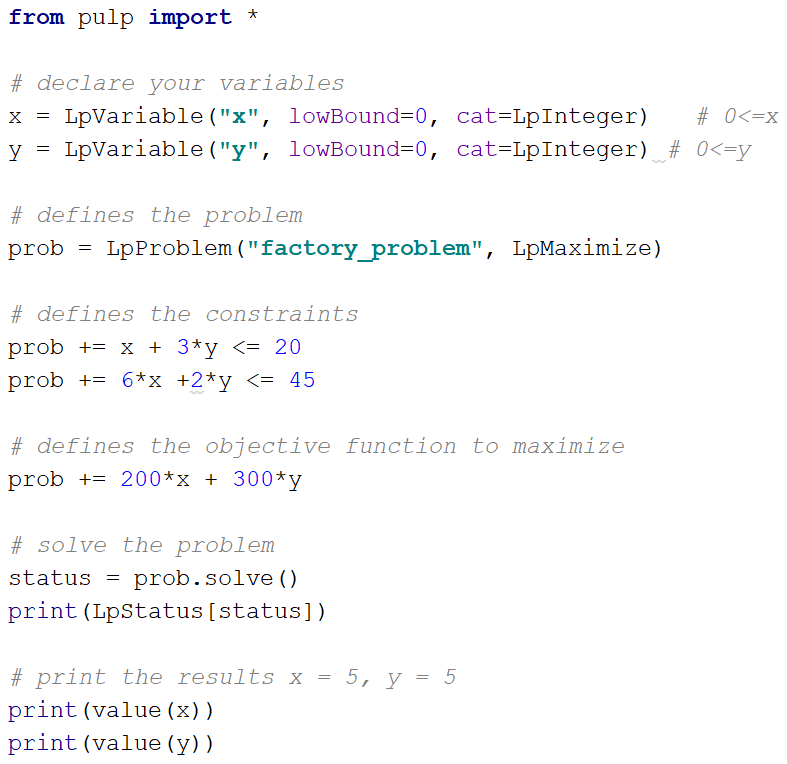 from pulp import *
# declare your variables
x = LpVariable("x", lowBound=0, cat=LpInteger)   # 0<=x
y = LpVariable("y", lowBound=0, cat=LpInteger) # 0<=y
# defines the problem
prob = LpProblem("factory_problem", LpMaximize)
# defines the constraints
prob += x + 3*y <= 20
prob += 6*x +2*y <= 45
# defines the objective function to maximize
prob += 200*x + 300*y
# solve the problem
status = prob.solve()
print(LpStatus[status])
# print the results x = 5, y = 5
print(value(x))
print(value(y))